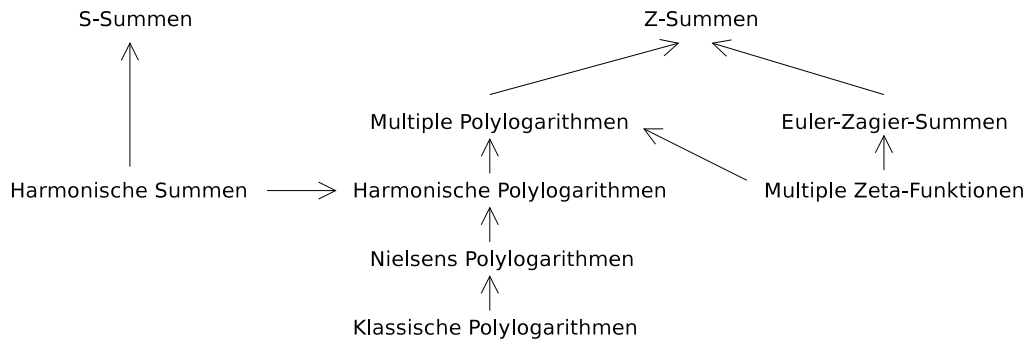 S-Summen
Z-Summen
Multiple Polylogarithmen
Euler-Zagier-Summen
Harmonische Summen
Harmonische Polylogarithmen
Multiple Zeta-Funktionen
Nielsens Polylogarithmen
Klassische Polylogarithmen